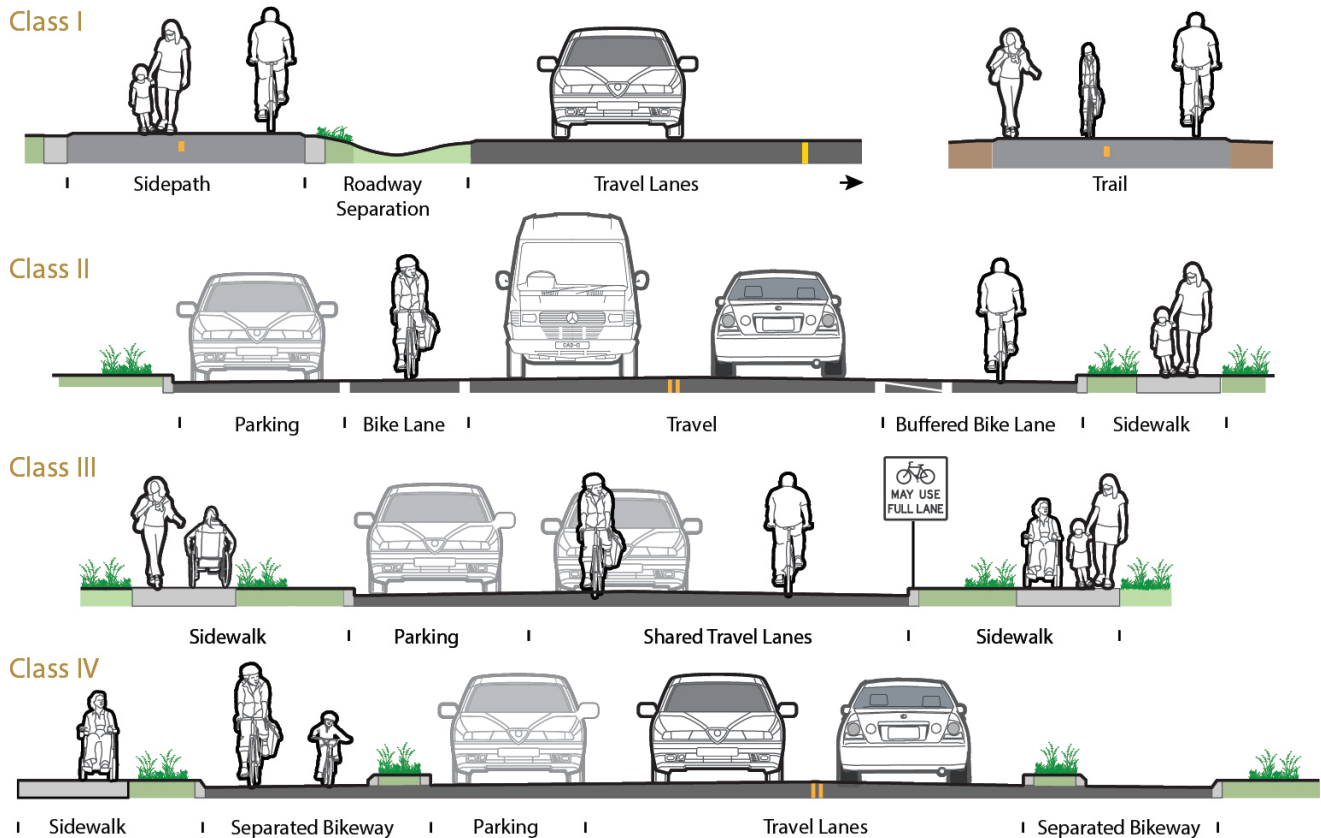 Class I
Sidepath
Roadway
Separation
Travel Lanes
Trail
Class II
CAD-D
Parking
Bike Lane
Travel
Buffered Bike Lane
Sidewalk
Class III
MAY USE
FULL LANE
Sidewalk
Parking
Shared Travel Lanes
Sidewalk
Class IV
Sidewalk
Separated Bikeway
Parking
Travel Lanes
Separated Bikeway